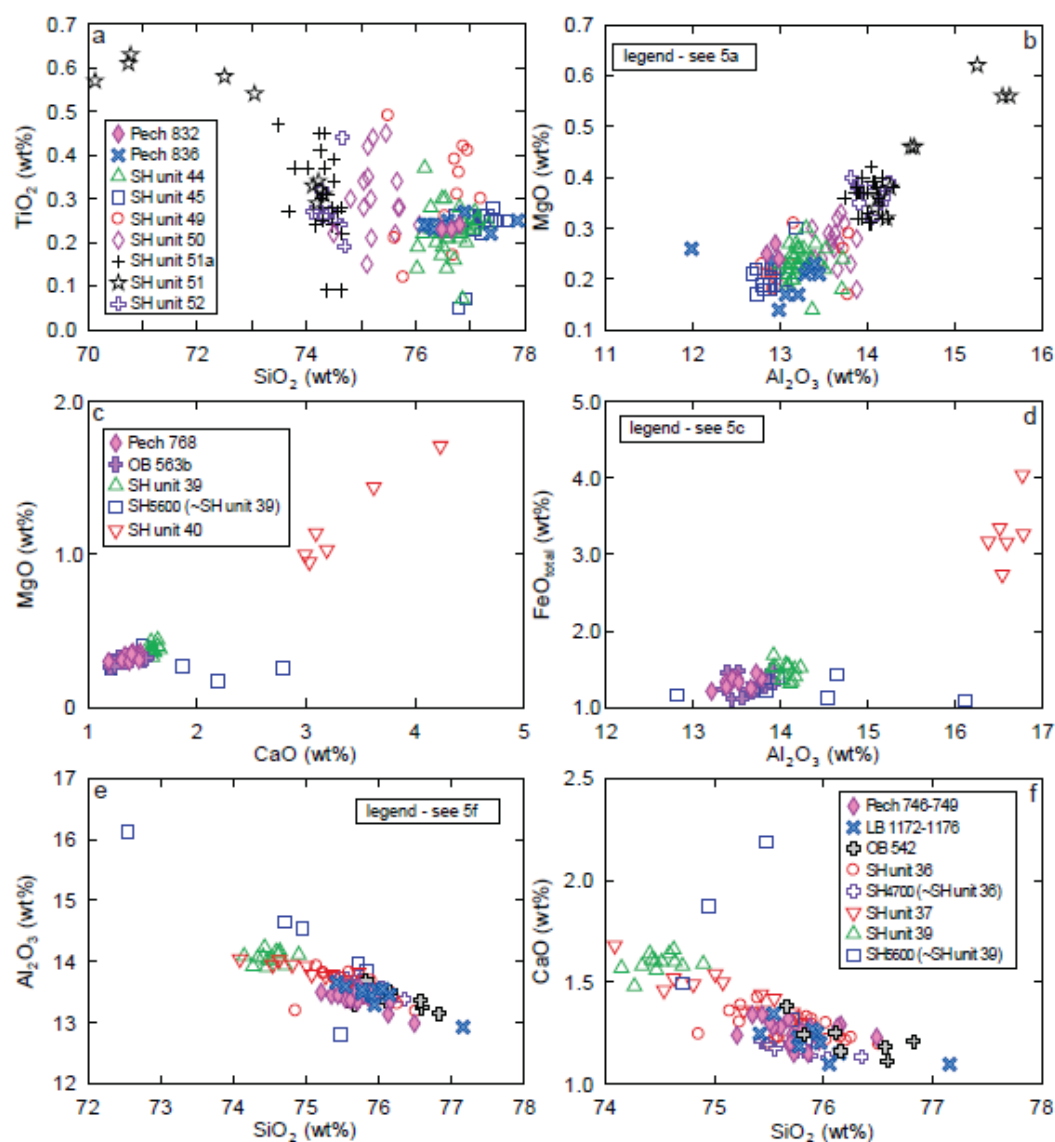 a
0.7
0.6
0.5
0.4
0.3
0.2
0.1
0.0
TiO2 (wt%)
Pech 832
Pech 836
SH unit 44
SH unit 45
SH unit 49
SH unit 50
SH unit 51a
SH unit 51
SH unit 52
70 72 74 76 78
SiO2 (wt%)
b
legend - see 5a
0.7
0.6
0.5
0.4
0.3
0.2
0.1
MgO (wt%)
11 12 13 14 15 16
Al2O3 (wt%)
c
2.0
1.0
0
MgO (wt%)
Pech 768
OB 563b
SH unit 39
SH5600 (~SH unit 39)
SH unit 40
1 2 3 4 5
CaO (wt%)
d
legend - see 5c
5.0
4.0
3.0
2.0
1.0
FeOtotal (wt%)
12 13 14 15 16 17
Al2O3 (wt%)
e
legend - see 5f
17
16
15
14
13
12
Al2O3 (wt%)
72 73 74 75 76 77 78
SiO2 (wt%)
f
2.5
2.0
1.5
1.0
CaO (wt%)
Pech 746-749
LB 1172-1176
OB 542
SH unit 36
SH4700 (~SH unit 36)
SH unit 37
SH unit 39
SH5600 (~SH unit 39)
74 75 76 77 78
SiO2 (wt%)